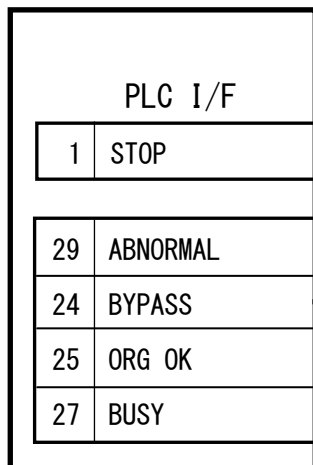 PLC I/F
1 STOP
29 ABNORMAL
24 BYPASS
25 ORG OK
27 BUSY